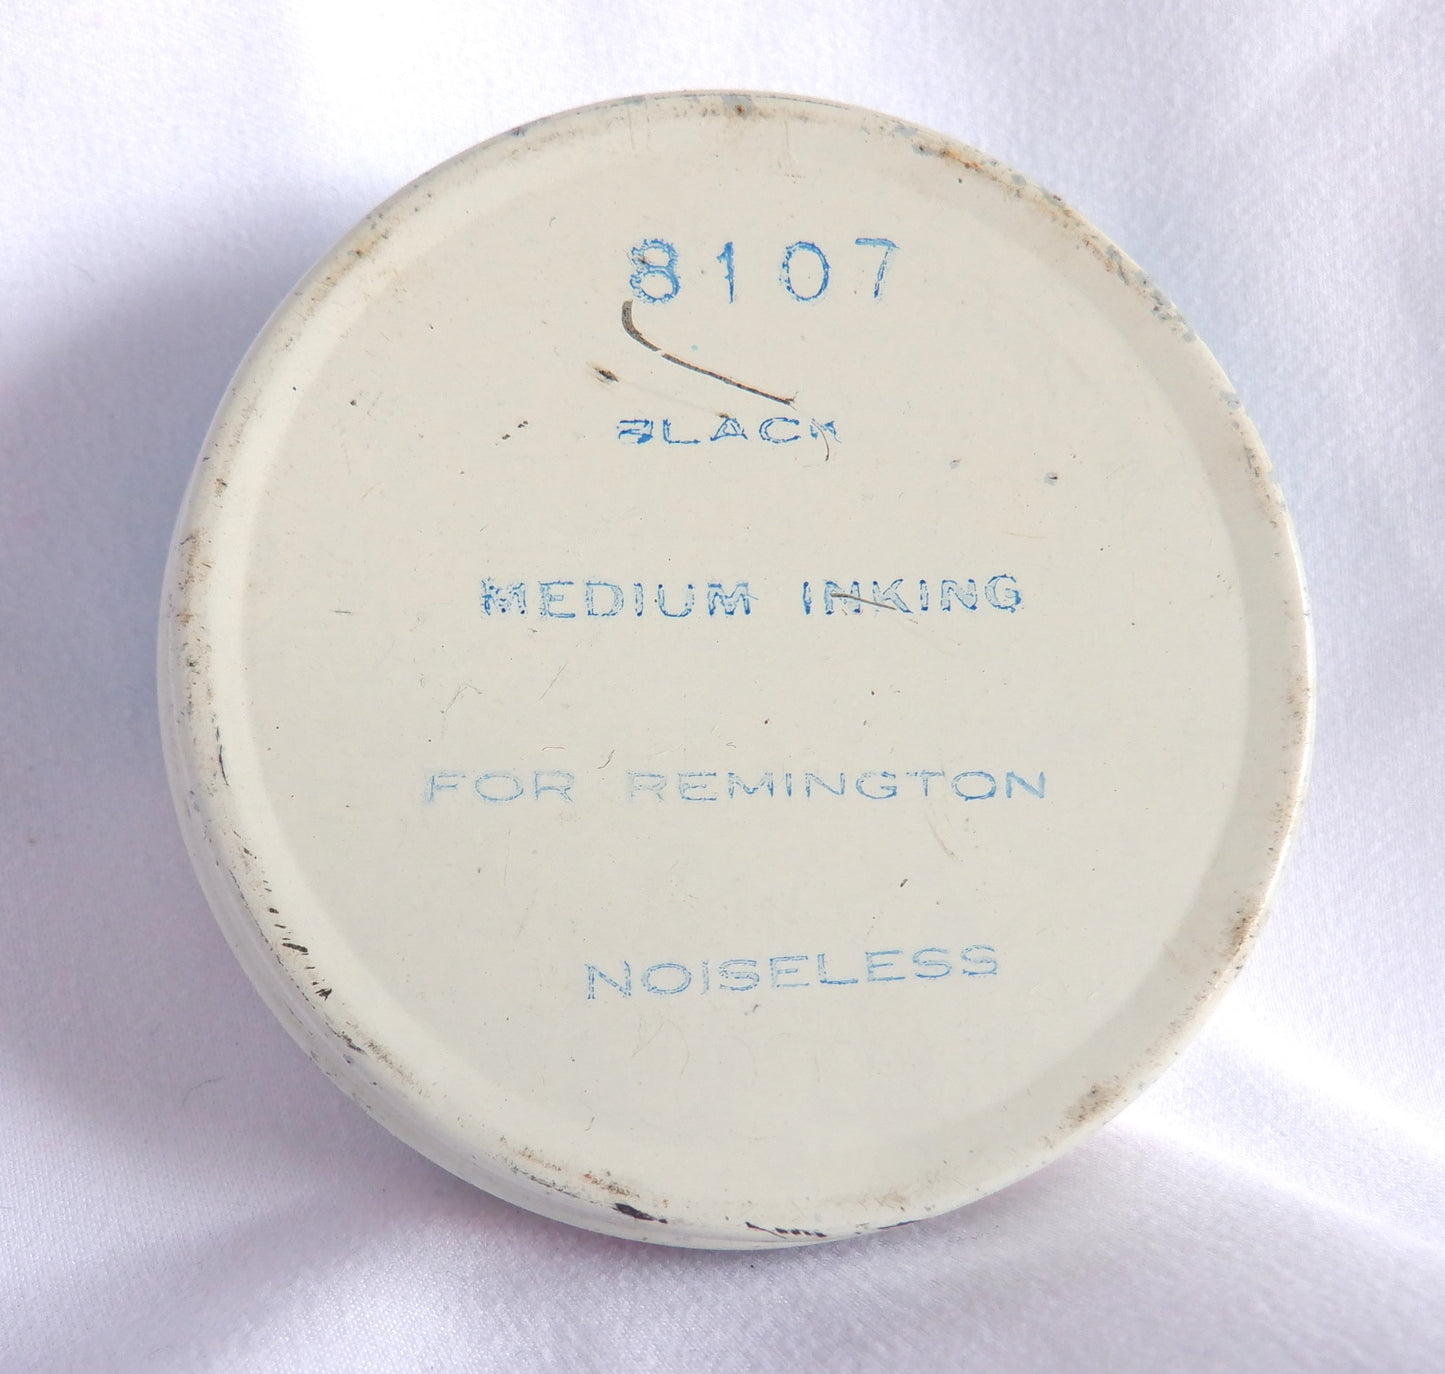 8107
BLACK
MEDIUM INKING
FOR REMINGTON
NOISELESS